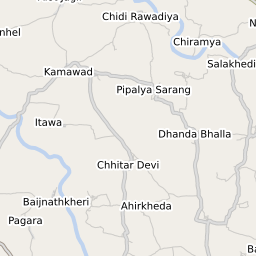 Chidi Rawadiya
Chiramya
Salakhedi
Kamawad
Pipalya Sarang
Itawa
Dhanda Bhalla
Chhitar Devi
Baijnathkheri
Ahirkheda
Pagara